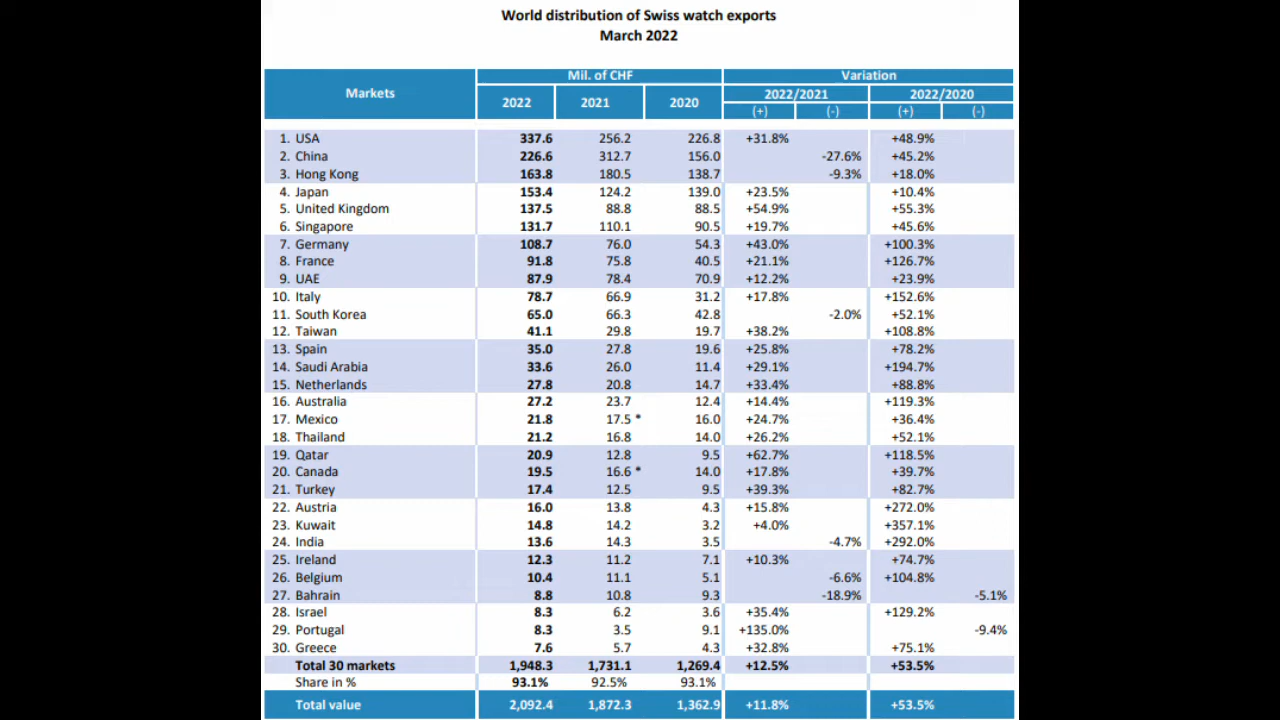 World distribution of Swiss watch exports
March 2022
Markets Mil. of CHF Variation
2022 2021 2020 2022/2021 2022/2020
(+) (-) (+) (-)
1. USA 337.6 256.2 226.8 +31.8% +48.9%
2. China 226.6 312.7 156.0 -27.6% +45.2%
3. Hong Kong 163.8 180.5 138.7 -9.3% +18.0%
4. Japan 153.4 124.2 139.0 +23.5% +10.4%
5. United Kingdom 137.5 88.8 88.5 +54.9% +55.3%
6. Singapore 131.7 110.1 90.5 +19.7% +45.6%
7. Germany 108.7 76.0 54.3 +43.0% +100.3%
8. France 91.8 75.8 40.5 +21.1% +126.7%
9. UAE 87.9 78.4 70.9 +12.2% +23.9%
10. Italy 78.7 66.9 31.2 +17.8% +152.6%
11. South Korea 65.0 66.3 42.8 -2.0% +52.1%
12. Taiwan 41.1 29.8 19.7 +38.2% +108.8%
13. Spain 35.0 27.8 19.6 +25.8% +78.2%
14. Saudi Arabia 33.6 26.0 11.4 +29.1% +194.7%
15. Netherlands 27.8 20.8 14.7 +33.4% +88.8%
16. Australia 27.2 23.7 12.4 +14.4% +119.3%
17. Mexico 21.8 17.5 * 16.0 +24.7% +36.4%
18. Thailand 21.2 16.8 14.0 +26.2% +52.1%
19. Qatar 20.9 12.8 9.5 +62.7% +118.5%
20. Canada 19.5 16.6 * 14.0 +17.8% +39.7%
21. Turkey 17.4 12.5 9.5 +39.3% +82.7%
22. Austria 16.0 13.8 4.3 +15.8% +272.0%
23. Kuwait 14.8 14.2 3.2 +4.0% +357.1%
24. India 13.6 14.3 3.5 -4.7% +292.0%
25. Ireland 12.3 11.2 7.1 +10.3% +74.7%
26. Belgium 10.4 11.1 5.1 -6.6% +104.8%
27. Bahrain 8.8 10.8 9.3 -18.9% -5.1%
28. Israel 8.3 6.2 3.6 +35.4% +129.2%
29. Portugal 8.3 3.5 9.1 +135.0% -9.4%
30. Greece 7.6 5.7 4.3 +32.8% +75.1%
Total 30 markets 1,948.3 1,731.1 1,269.4 +12.5% +53.5%
Share in % 93.1% 92.5% 93.1%
Total value 2,092.4 1,872.3 1,362.9 +11.8% +53.5%